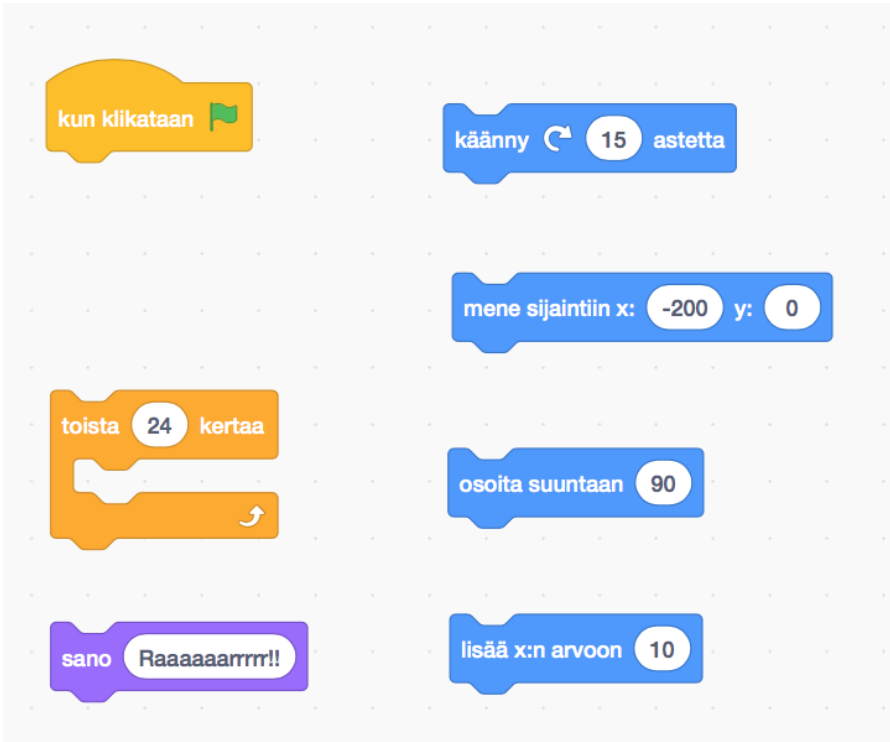 kun klikataan
toista 24 kertaa
sano Raaaaaarrrrr!!
käänny 15 astetta
mene sijaintiin x: -200 y: 0
osoita suuntaan 90
lisää x:n arvoon 10